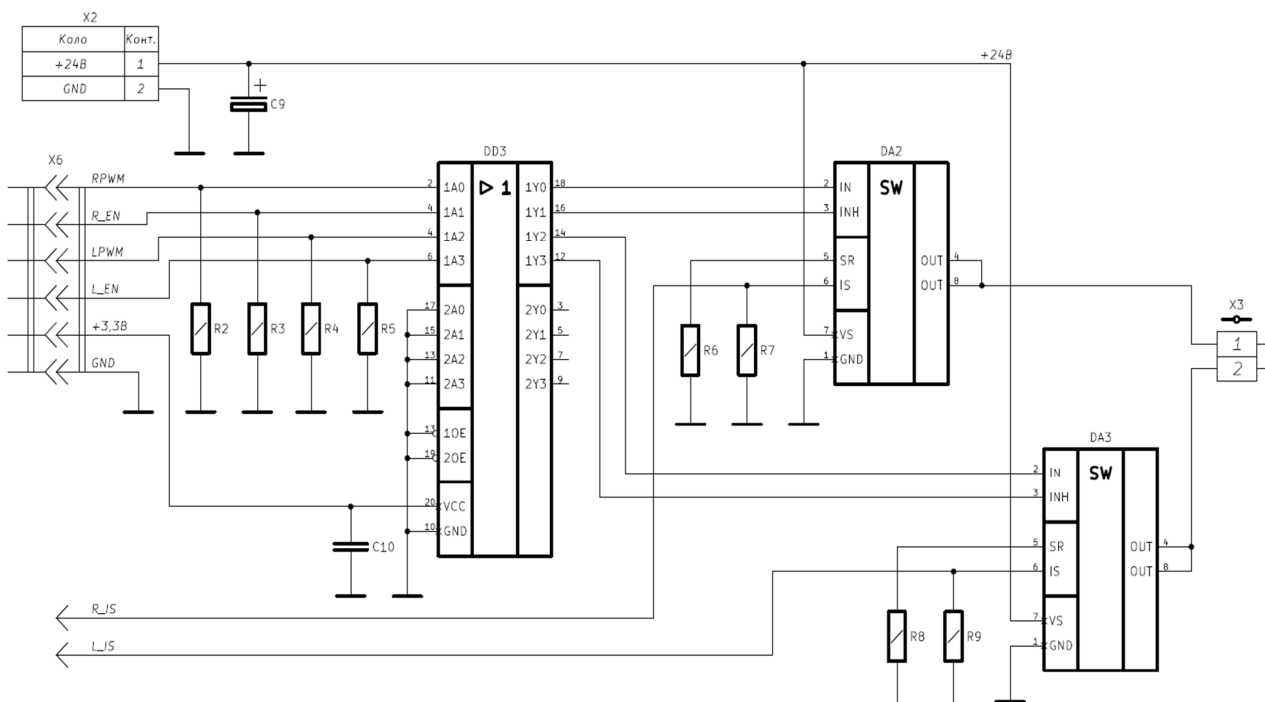 X2
Коло Конт.
+24В 1
GND 2
+24В
+
C9
X6
RPWM
R_EN
LPWM
L_EN
+3,3В
GND
R2
R3
R4
R5
DD3
▷ 1
2 1A0 1Y0 18
4 1A1 1Y1 16
4 1A2 1Y2 14
6 1A3 1Y3 12
17 2A0 2Y0 3
15 2A1 2Y1 5
13 2A2 2Y2 7
11 2A3 2Y3 9
13 1OE
19 2OE
20 VCC
10 GND
C10
R_IS
L_IS
DA2
SW
2 IN
3 INH
5 SR OUT 4
6 IS OUT 8
7 VS
1 GND
R6
R7
X3
1
2
DA3
SW
2 IN
3 INH
5 SR OUT 4
6 IS OUT 8
7 VS
1 GND
R8
R9